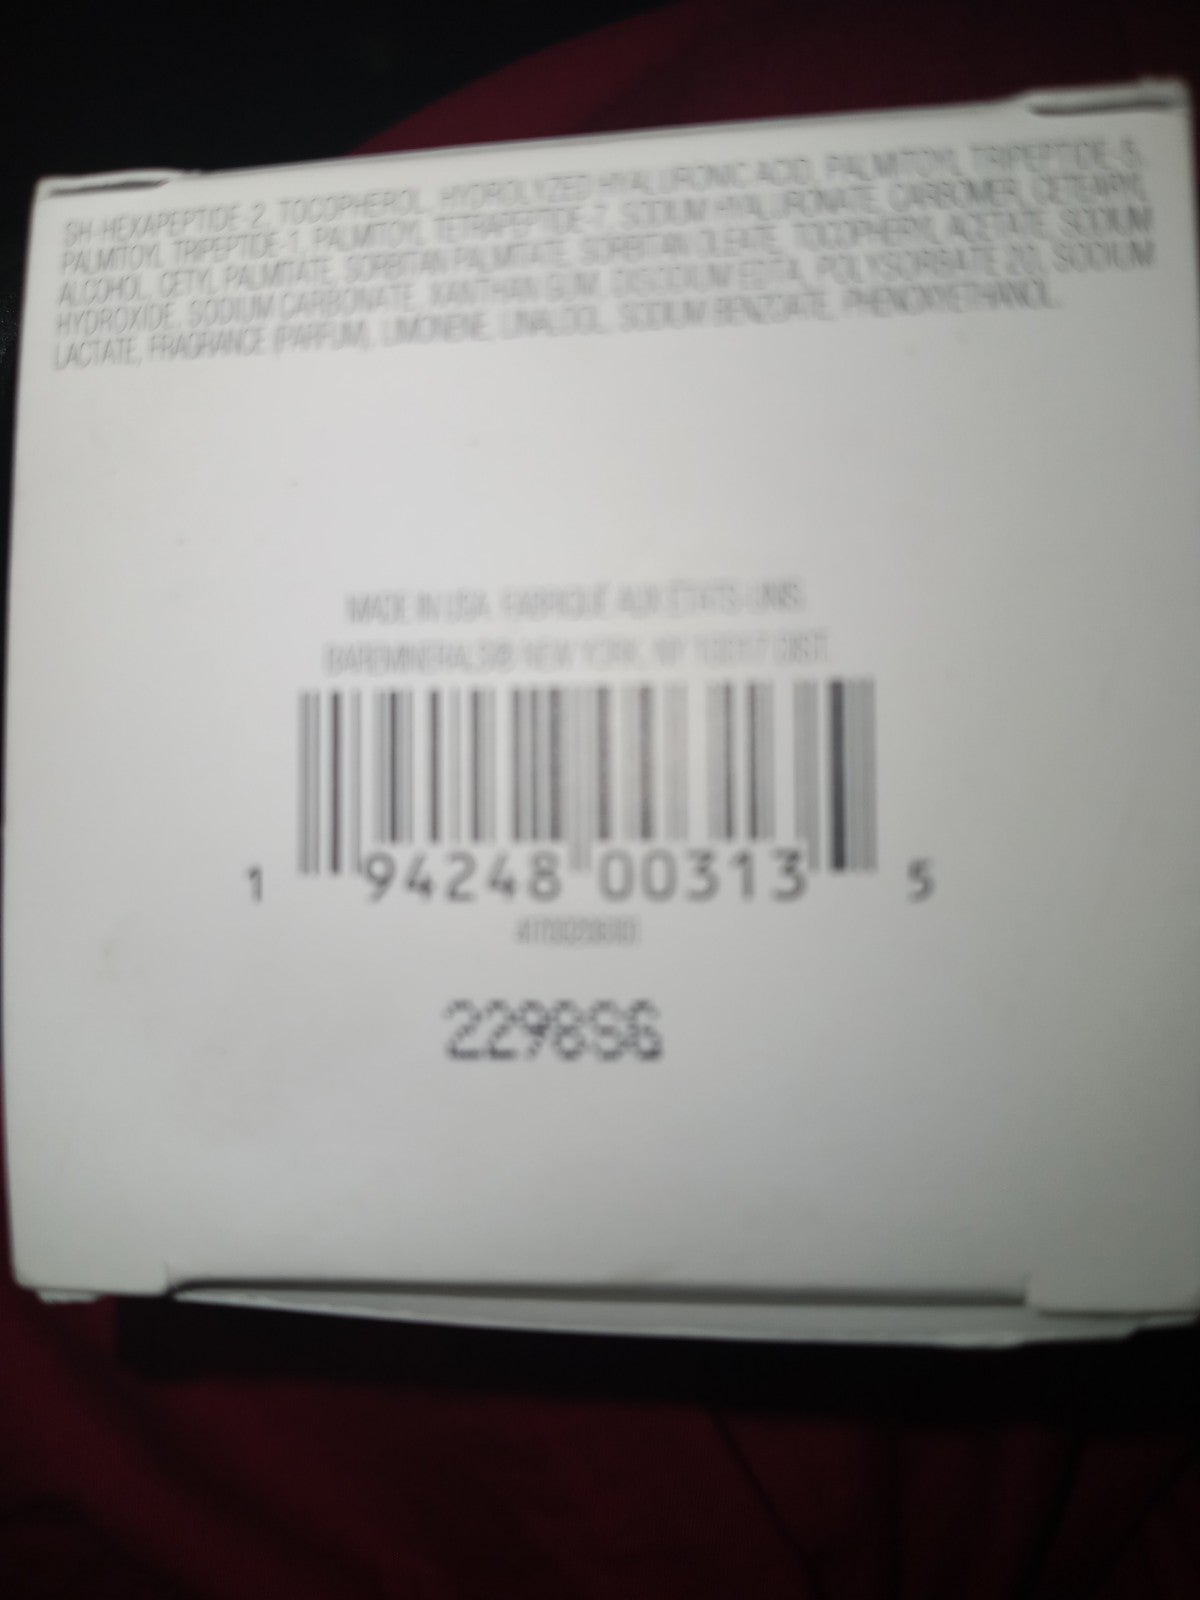 SH-HEXAPEPTIDE-2, TOCOPHEROL, HYDROLYZED HYALURONIC ACID, PALMITOYL TRIPEPTIDE-5,
PALMITOYL TRIPEPTIDE-1, PALMITOYL TETRAPEPTIDE-7, SODIUM HYALURONATE, CARBOMER, CETEARYL
ALCOHOL, CETYL PALMITATE, SORBITAN PALMITATE, SORBITAN OLEATE, TOCOPHERYL ACETATE, SODIUM
HYDROXIDE, SODIUM CARBONATE, XANTHAN GUM, DISODIUM EDTA, POLYSORBATE 20, SODIUM
LACTATE, FRAGRANCE (PARFUM), LIMONENE, LINALOOL, SODIUM BENZOATE, PHENOXYETHANOL.
MADE IN USA. FABRIQUÉ AUX ÉTATS-UNIS.
BAREMINERALS® NEW YORK, NY 10017 DIST.
1 94248 00313 5
2298SG